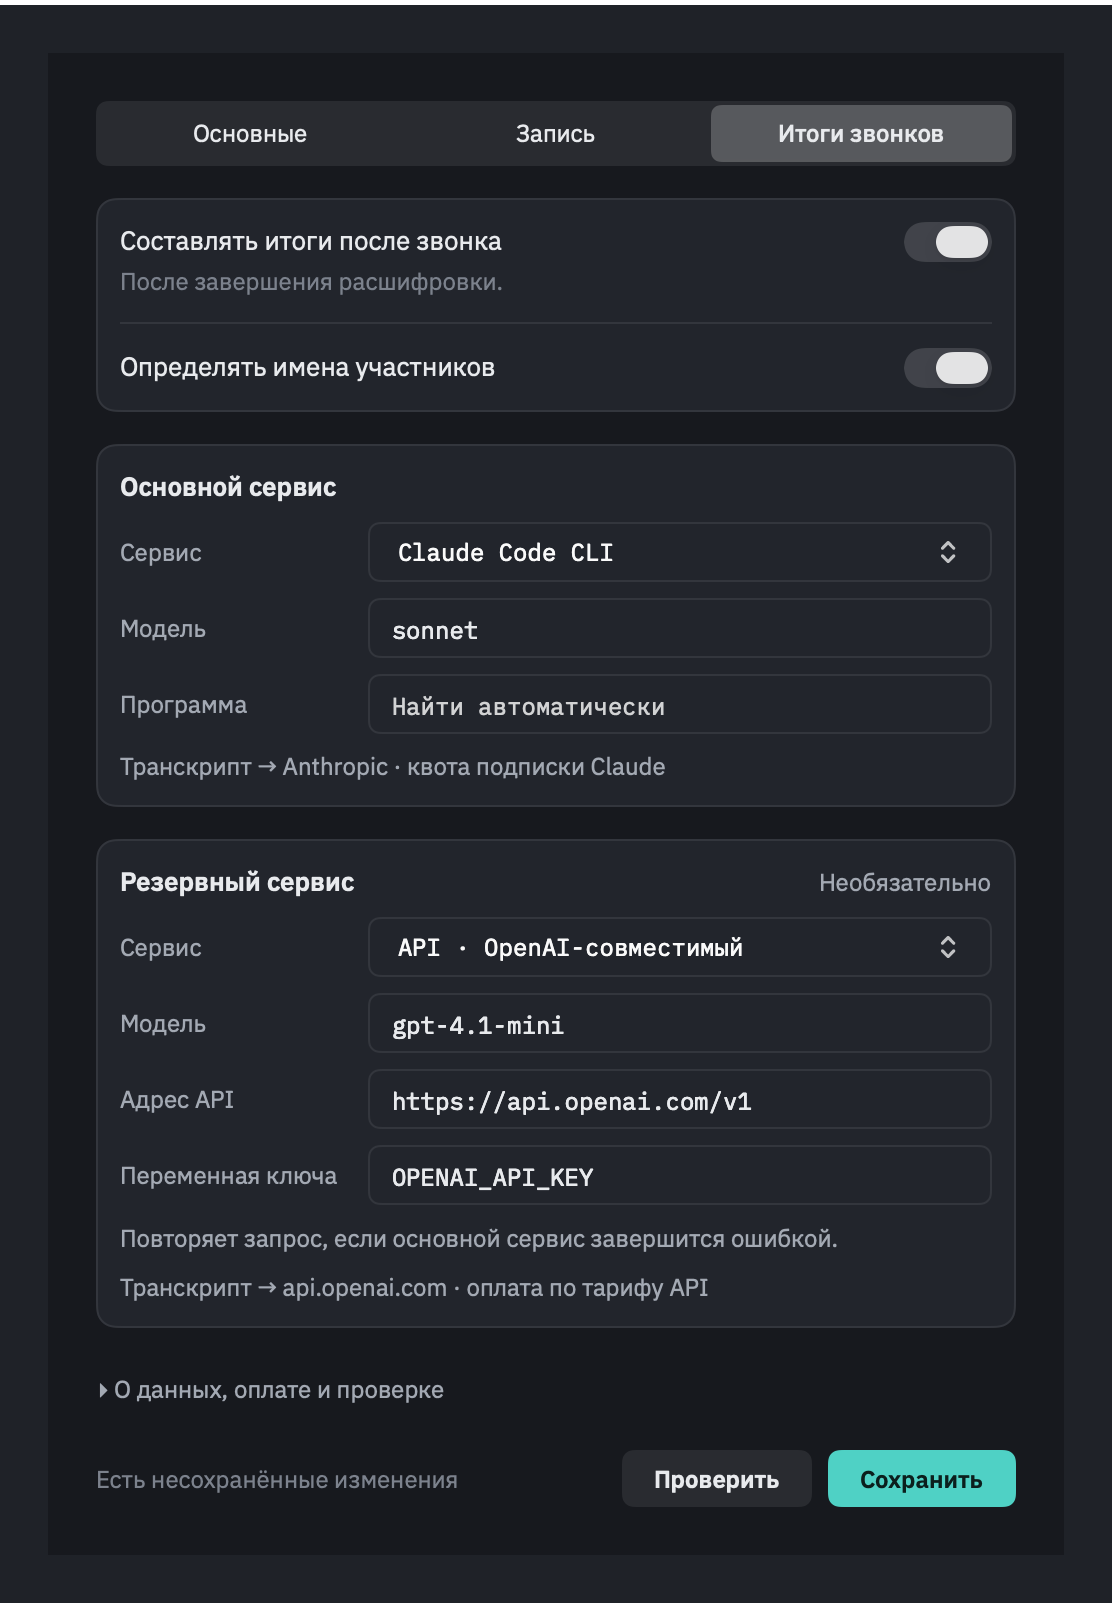 Основные
Запись
Итоги звонков
Составлять итоги после звонка
После завершения расшифровки.
Определять имена участников
Основной сервис
Сервис
Claude Code CLI
Модель
sonnet
Программа
Найти автоматически
Транскрипт → Anthropic · квота подписки Claude
Резервный сервис
Необязательно
Сервис
API · OpenAI-совместимый
Модель
gpt-4.1-mini
Адрес API
https://api.openai.com/v1
Переменная ключа
OPENAI_API_KEY
Повторяет запрос, если основной сервис завершится ошибкой.
Транскрипт → api.openai.com · оплата по тарифу API
О данных, оплате и проверке
Есть несохранённые изменения
Проверить
Сохранить